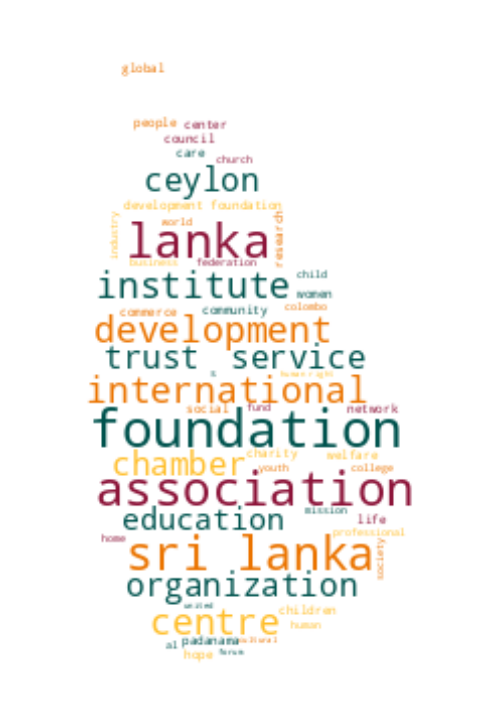 global
people center
council
care church
ceylon
development foundation
industry world research
lanka
business federation
institute child
women
commerce community colombo
development
trust service
s human right
international
social fund network
foundation
chamber charity welfare
youth college
association
mission
education life
home professional
sri lanka society
organization
united children
centre human
al padanama cultural
hope forum